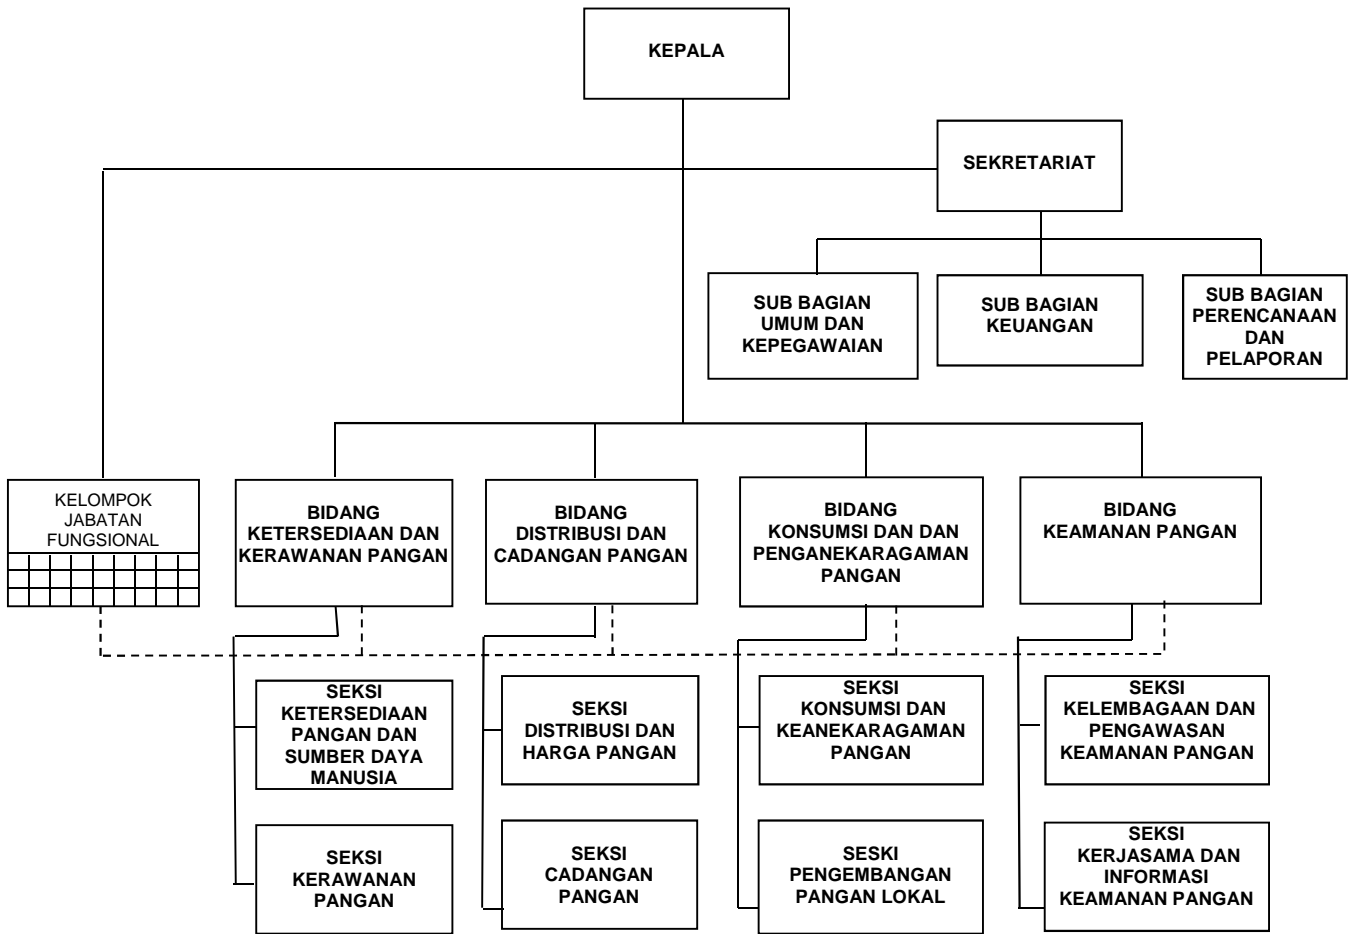 KEPALA
SEKRETARIAT
SUB BAGIAN
UMUM DAN
KEPEGAWAIAN
SUB BAGIAN
KEUANGAN
SUB BAGIAN
PERENCANAAN
DAN
PELAPORAN
KELOMPOK
JABATAN
FUNGSIONAL
BIDANG
KETERSEDIAAN DAN
KERAWANAN PANGAN
BIDANG
DISTRIBUSI DAN
CADANGAN PANGAN
BIDANG
KONSUMSI DAN DAN
PENGANEKARAGAMAN
PANGAN
BIDANG
KEAMANAN PANGAN
SEKSI
KETERSEDIAAN
PANGAN DAN
SUMBER DAYA
MANUSIA
SEKSI
DISTRIBUSI DAN
HARGA PANGAN
SEKSI
KONSUMSI DAN
KEANEKARAGAMAN
PANGAN
SEKSI
KELEMBAGAAN DAN
PENGAWASAN
KEAMANAN PANGAN
SEKSI
KERAWANAN
PANGAN
SEKSI
CADANGAN
PANGAN
SESKI
PENGEMBANGAN
PANGAN LOKAL
SEKSI
KERJASAMA DAN
INFORMASI
KEAMANAN PANGAN